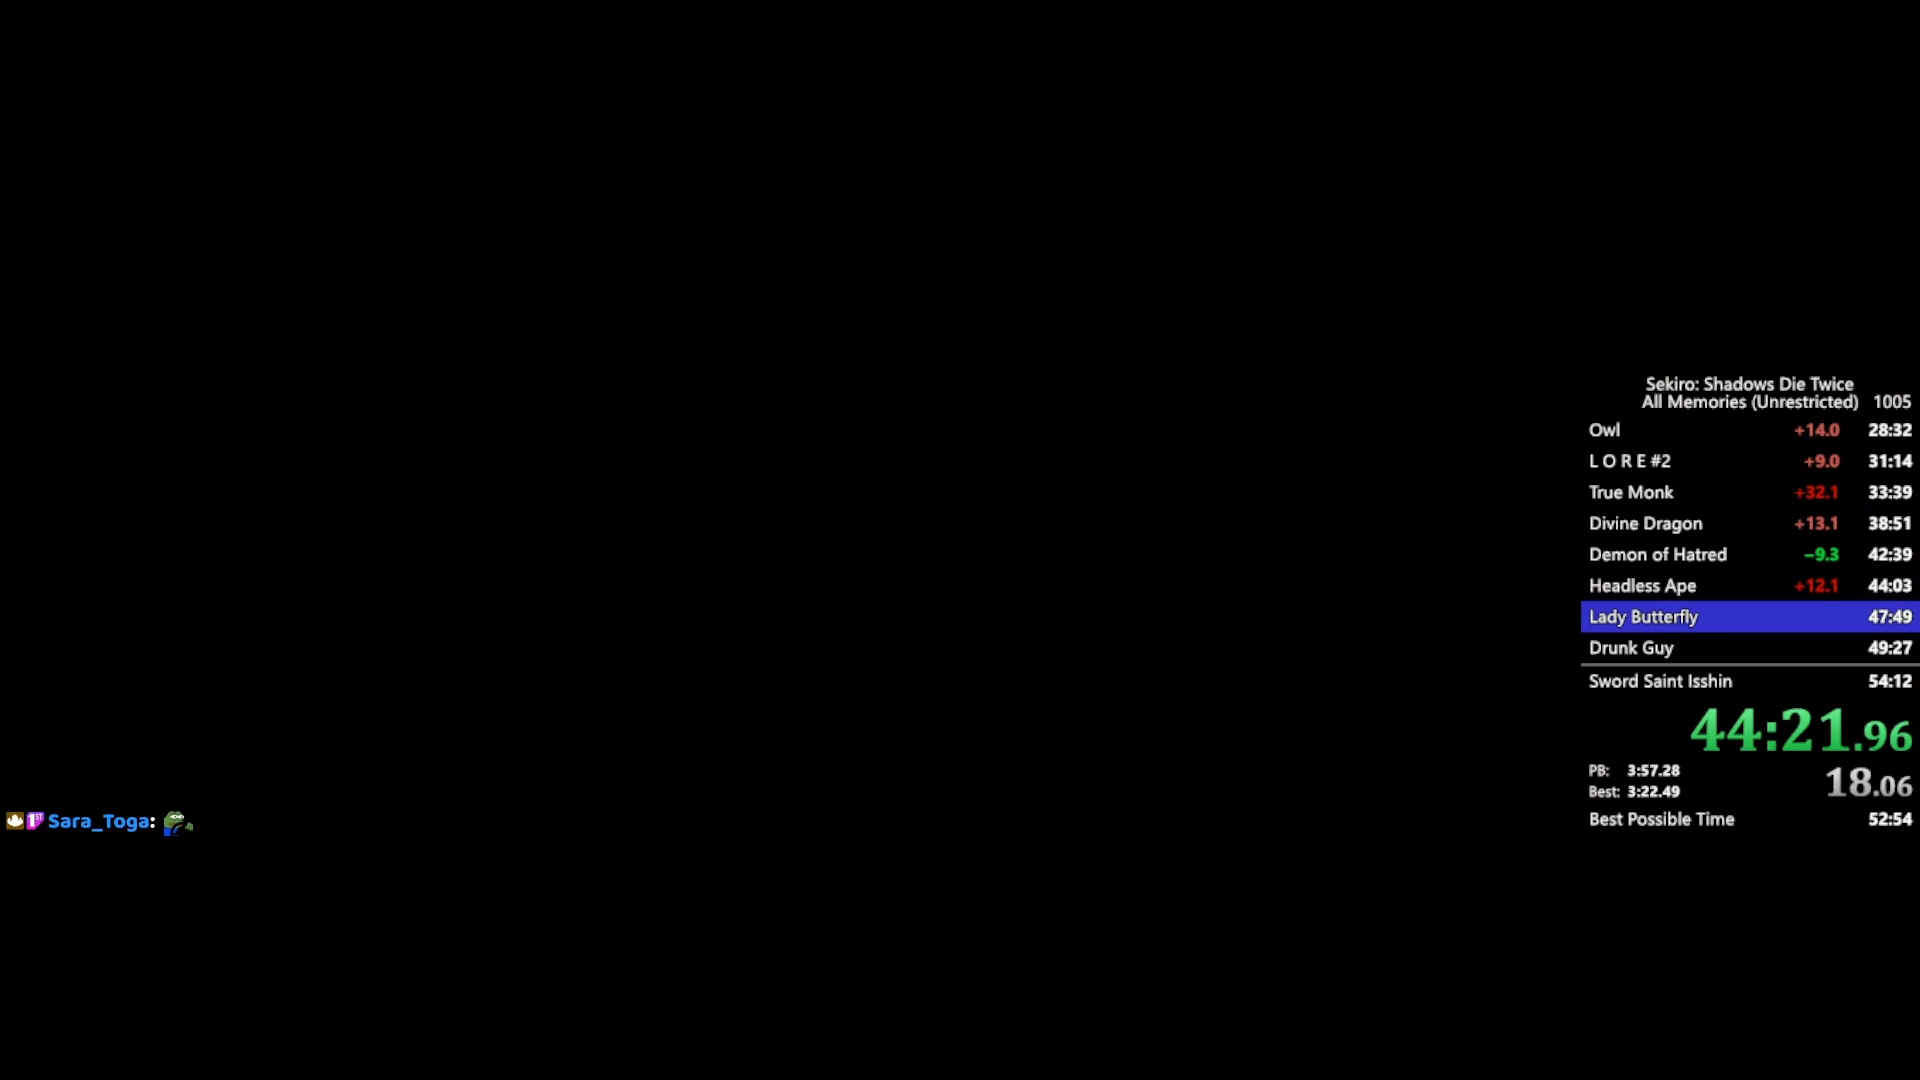 Sekiro: Shadows Die Twice
All Memories (Unrestricted) 1005
Owl +14.0 28:32
L O R E #2 +9.0 31:14
True Monk +32.1 33:39
Divine Dragon +13.1 38:51
Demon of Hatred −9.3 42:39
Headless Ape +12.1 44:03
Lady Butterfly 47:49
Drunk Guy 49:27
Sword Saint Isshin 54:12
44:21.96
PB: 3:57.28
18.06
Best: 3:22.49
Best Possible Time 52:54
1ST Sara_Toga: